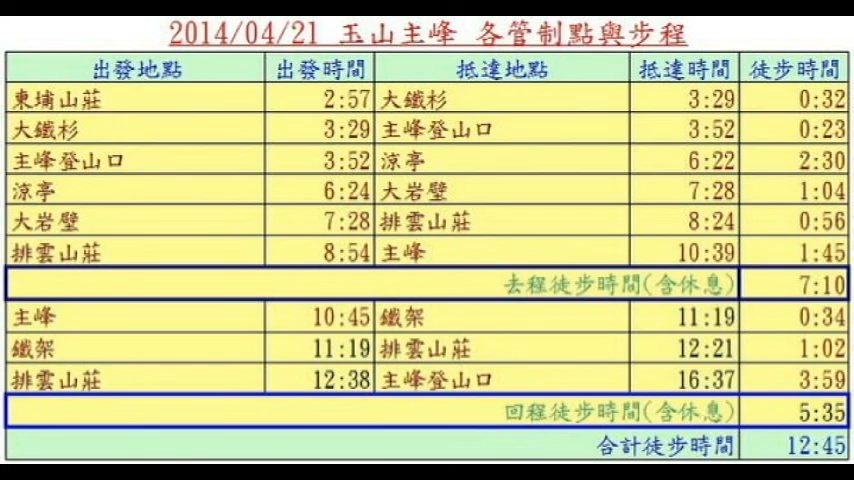 2014/04/21 玉山主峰 各管制點與步程
出發地點 出發時間 抵達地點 抵達時間 徒步時間
東埔山莊 2:57 大鐵杉 3:29 0:32
大鐵杉 3:29 主峰登山口 3:52 0:23
主峰登山口 3:52 涼亭 6:22 2:30
涼亭 6:24 大岩壁 7:28 1:04
大岩壁 7:28 排雲山莊 8:24 0:56
排雲山莊 8:54 主峰 10:39 1:45
去程徒步時間(含休息) 7:10
主峰 10:45 鐵架 11:19 0:34
鐵架 11:19 排雲山莊 12:21 1:02
排雲山莊 12:38 主峰登山口 16:37 3:59
回程徒步時間(含休息) 5:35
合計徒步時間 12:45